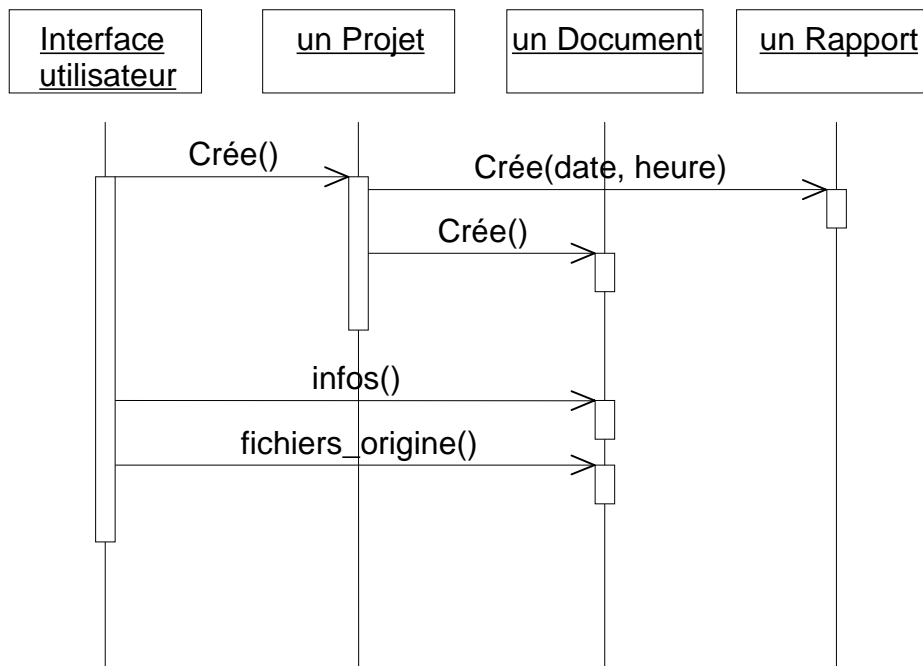 Interface
utilisateur
un Projet
un Document
un Rapport
Crée()
Crée(date, heure)
Crée()
infos()
fichiers_origine()